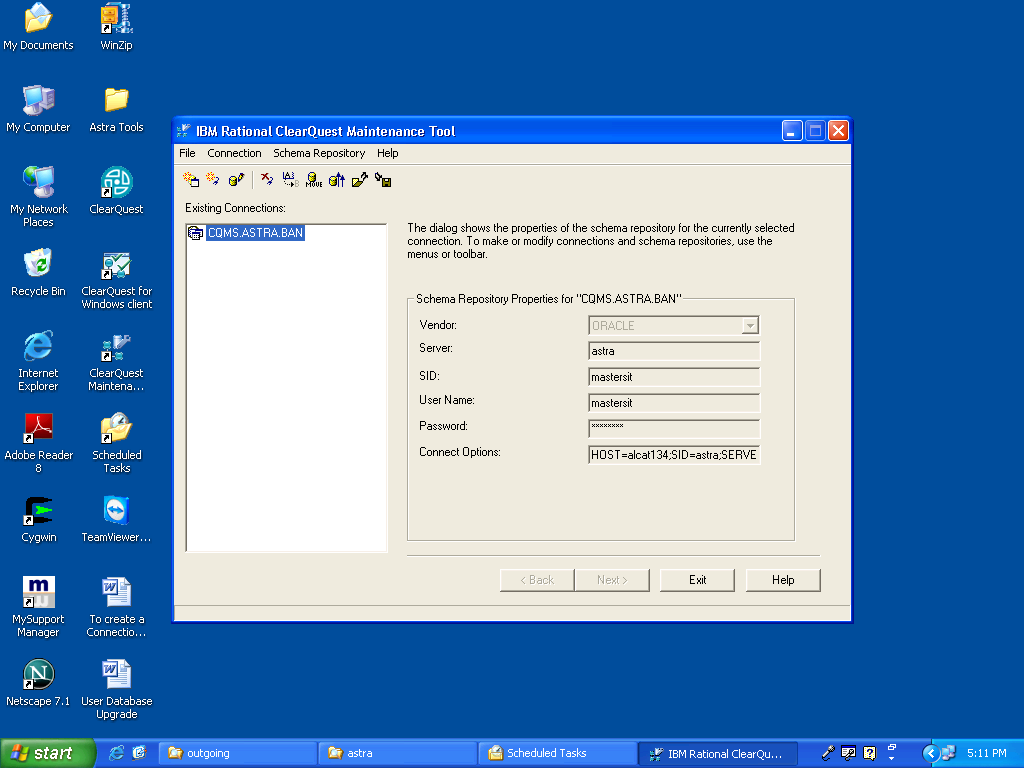 My Documents
WinZip
My Computer
Astra Tools
My Network
Places
ClearQuest
Recycle Bin
ClearQuest for
Windows client
Internet
Explorer
ClearQuest
Maintena...
Adobe Reader
8
Scheduled
Tasks
Cygwin
TeamViewer...
m
MySupport
Manager
To create a
Connectio...
N
Netscape 7.1
User Database
Upgrade
IBM Rational ClearQuest Maintenance Tool
File Connection Schema Repository Help
MOVE
Existing Connections:
CQMS.ASTRA.BAN
The dialog shows the properties of the schema repository for the currently selected
connection. To make or modify connections and schema repositories, use the
menus or toolbar.
Schema Repository Properties for "CQMS.ASTRA.BAN"
Vendor: ORACLE
Server: astra
SID: mastersit
User Name: mastersit
Password: ********
Connect Options: HOST=alcat134;SID=astra;SERVE
< Back Next > Exit Help
start outgoing astra Scheduled Tasks IBM Rational ClearQu... 5:11 PM